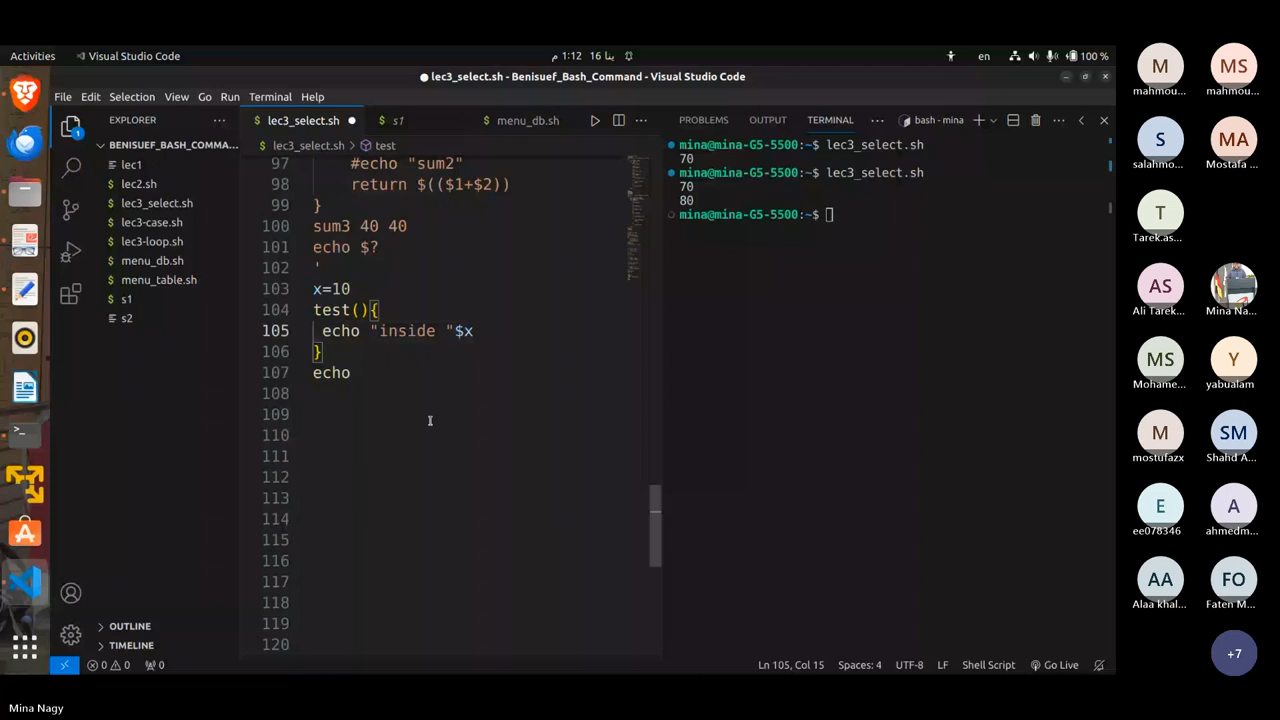 Activities
Visual Studio Code
م 1:12 ,16 ينا
en
100 %
● lec3_select.sh - Benisuef_Bash_Command - Visual Studio Code
File Edit Selection View Go Run Terminal Help
EXPLORER
BENISUEF_BASH_COMMA...
lec1
lec2.sh
lec3_select.sh
lec3-case.sh
lec3-loop.sh
menu_db.sh
menu_table.sh
s1
s2
OUTLINE
TIMELINE
lec3_select.sh ●
s1
menu_db.sh
lec3_select.sh > test
97 #echo "sum2"
98 return $(($1+$2))
99 }
100 sum3 40 40
101 echo $?
102 '
103 x=10
104 test(){
105 echo "inside "$x
106 }
107 echo
108
109
110
111
112
113
114
115
116
117
118
119
120
PROBLEMS OUTPUT TERMINAL ... bash - mina
mina@mina-G5-5500:~$ lec3_select.sh
70
mina@mina-G5-5500:~$ lec3_select.sh
70
80
mina@mina-G5-5500:~$
0 0 0
Ln 105, Col 15 Spaces: 4 UTF-8 LF Shell Script Go Live
M
mahmou...
MS
mahmou...
S
salahmo...
MA
Mostafa ...
T
Tarek.as...
A
AS
Ali Tarek...
Mina Na...
MS
Mohame...
Y
yabualam
M
mostufazx
SM
Shahd A...
E
ee078346
A
ahmedm...
AA
Alaa khal...
FO
Faten M...
+7
Mina Nagy